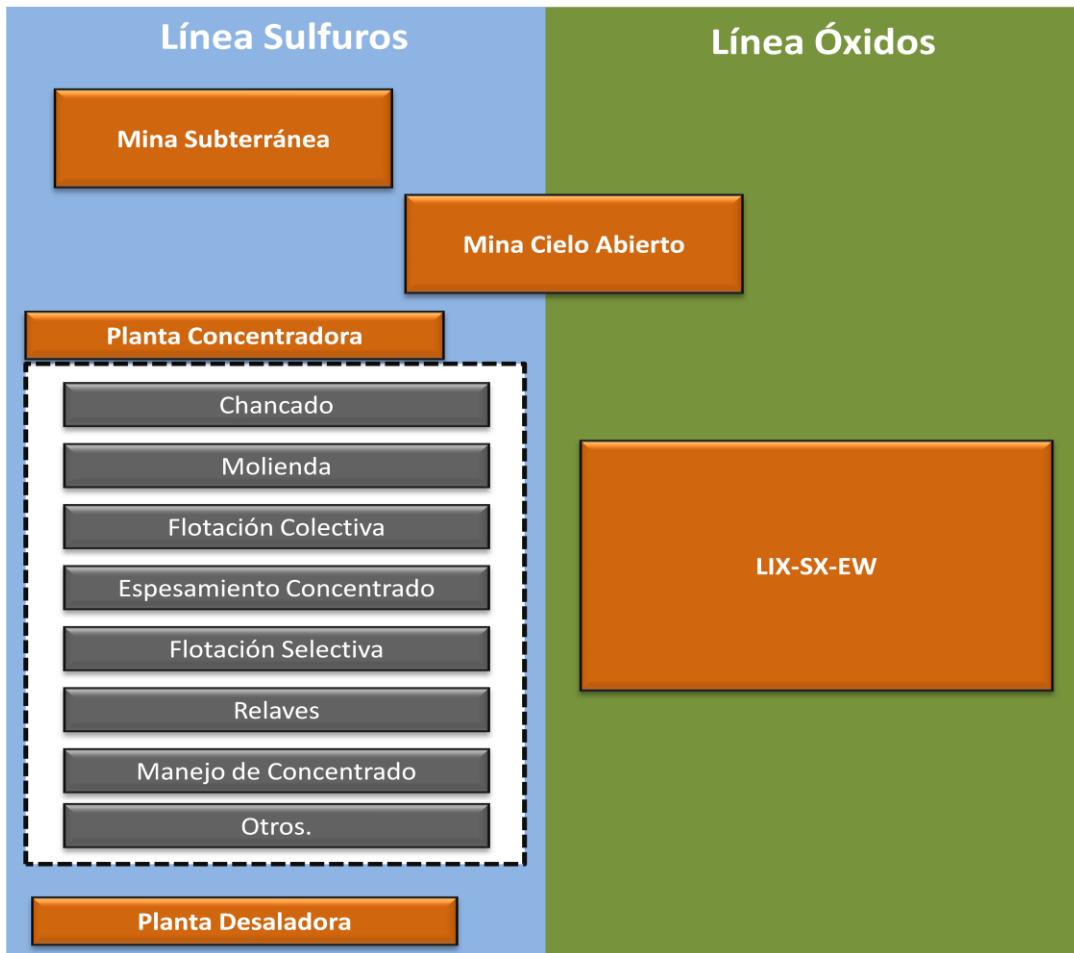 Línea Sulfuros
Línea Óxidos
Mina Subterránea
Mina Cielo Abierto
Planta Concentradora
Chancado
Molienda
Flotación Colectiva
Espesamiento Concentrado
Flotación Selectiva
Relaves
Manejo de Concentrado
Otros.
LIX-SX-EW
Planta Desaladora